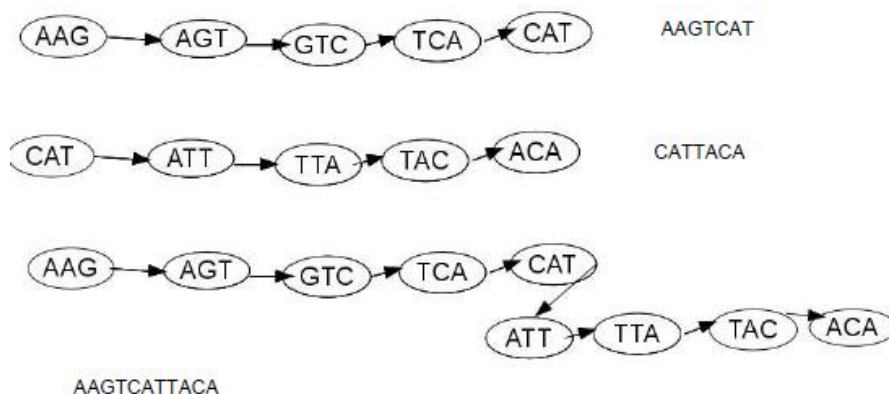 AAG AGT GTC TCA CAT AAGTCAT
CAT ATT TTA TAC ACA CATTACA
AAG AGT GTC TCA CAT
ATT TTA TAC ACA
AAGTCATTACA